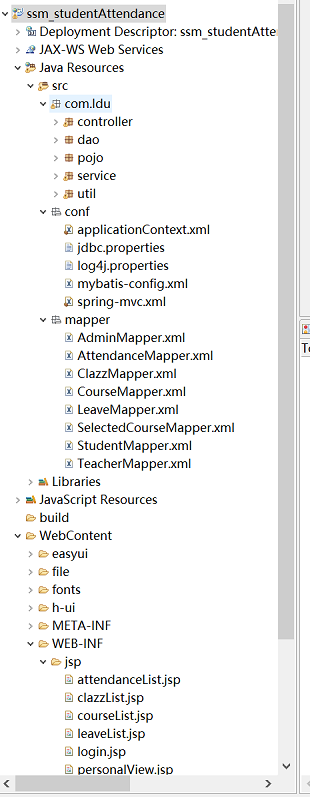 ssm_studentAttendance
Deployment Descriptor: ssm_studentAtte
JAX-WS Web Services
Java Resources
src
com.ldu
controller
dao
pojo
service
util
conf
applicationContext.xml
jdbc.properties
log4j.properties
mybatis-config.xml
spring-mvc.xml
mapper
AdminMapper.xml
AttendanceMapper.xml
ClazzMapper.xml
CourseMapper.xml
LeaveMapper.xml
SelectedCourseMapper.xml
StudentMapper.xml
TeacherMapper.xml
Libraries
JavaScript Resources
build
WebContent
easyui
file
fonts
h-ui
META-INF
WEB-INF
jsp
attendanceList.jsp
clazzList.jsp
courseList.jsp
leaveList.jsp
login.jsp
personalView.jsp